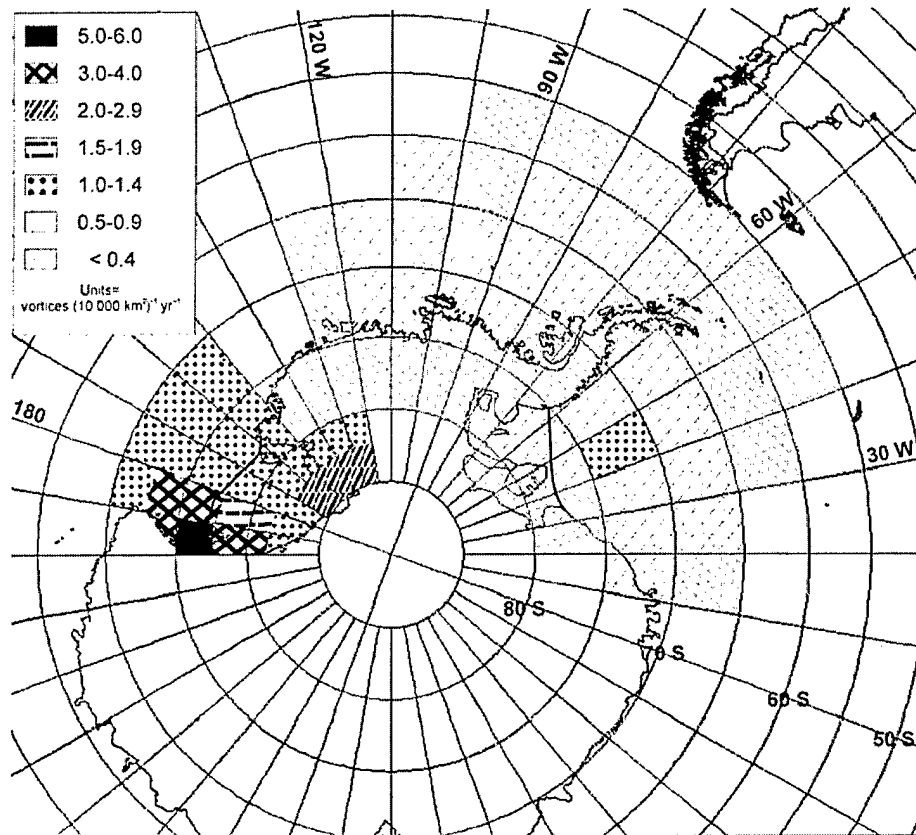 5.0-6.0
3.0-4.0
2.0-2.9
1.5-1.9
1.0-1.4
0.5-0.9
< 0.4
Units=
vortices (10 000 km²)⁻¹ yr⁻¹
120 W
90 W
60 W
180
30 W
80 S
70 S
60 S
50 S